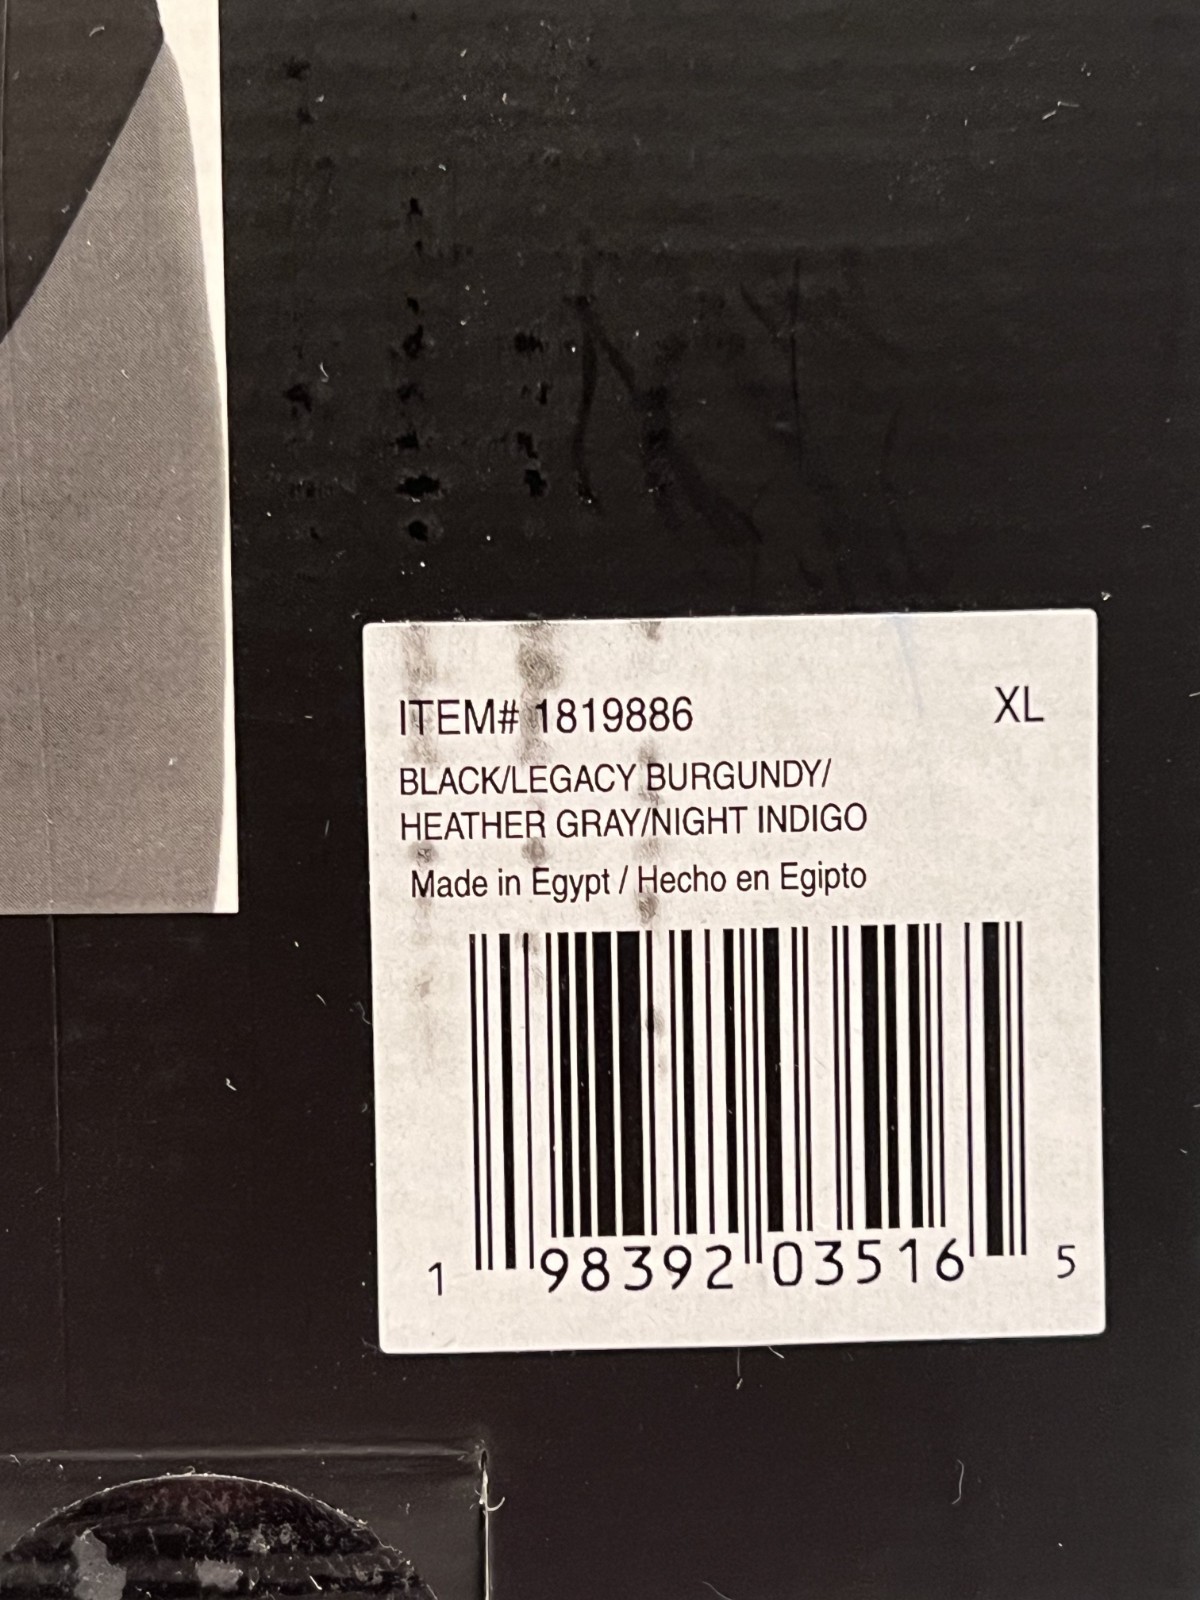 ITEM# 1819886 XL
BLACK/LEGACY BURGUNDY/
HEATHER GRAY/NIGHT INDIGO
Made in Egypt / Hecho en Egipto
1 98392 03516 5